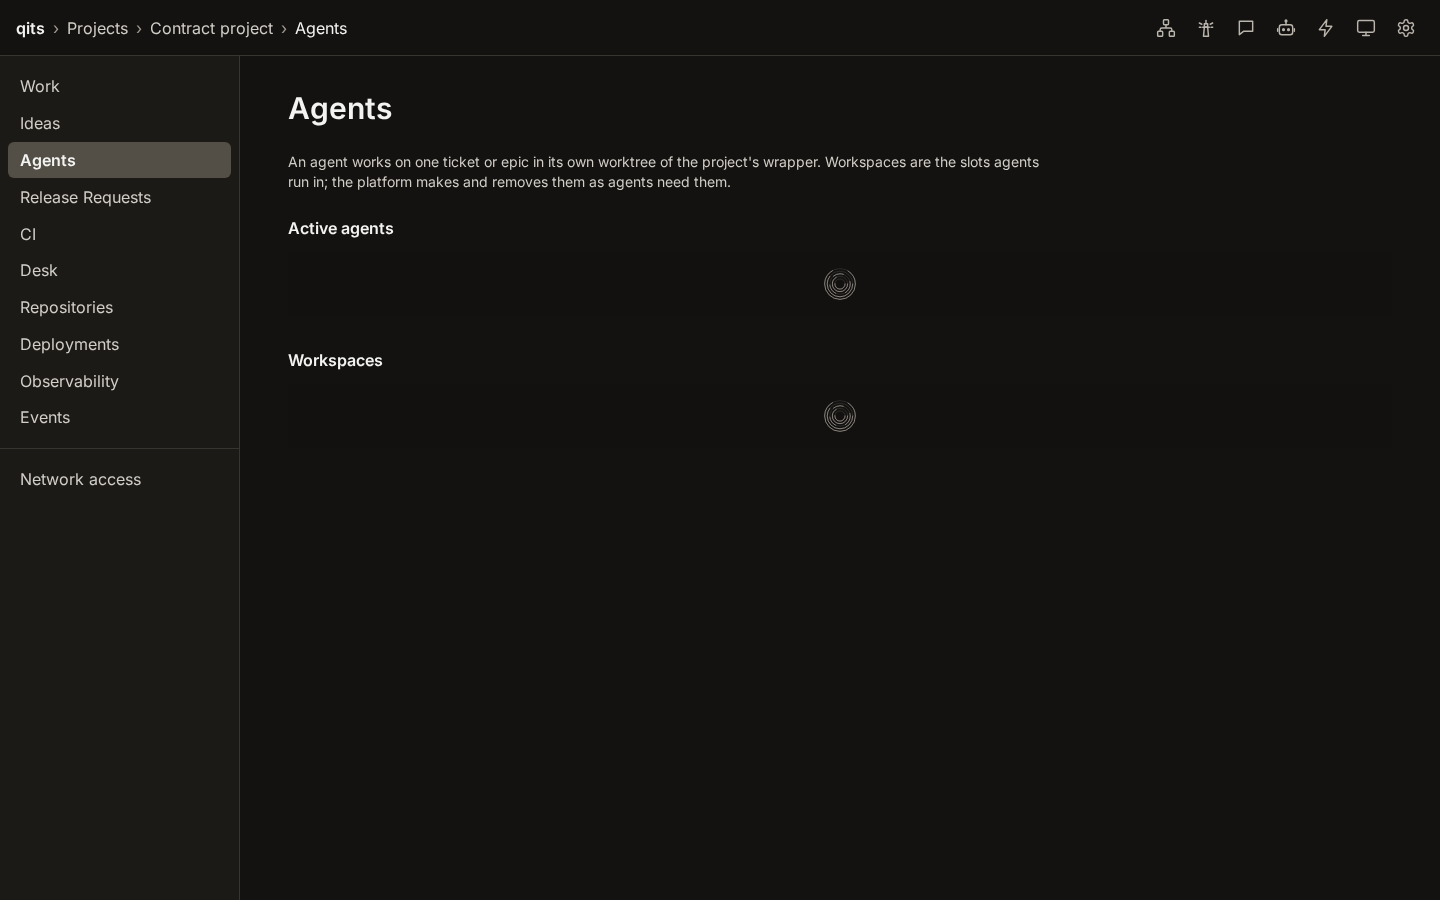 qits › Projects › Contract project › Agents
Work
Ideas
Agents
Release Requests
CI
Desk
Repositories
Deployments
Observability
Events
Network access
Agents
An agent works on one ticket or epic in its own worktree of the project's wrapper. Workspaces are the slots agents
run in; the platform makes and removes them as agents need them.
Active agents
Workspaces